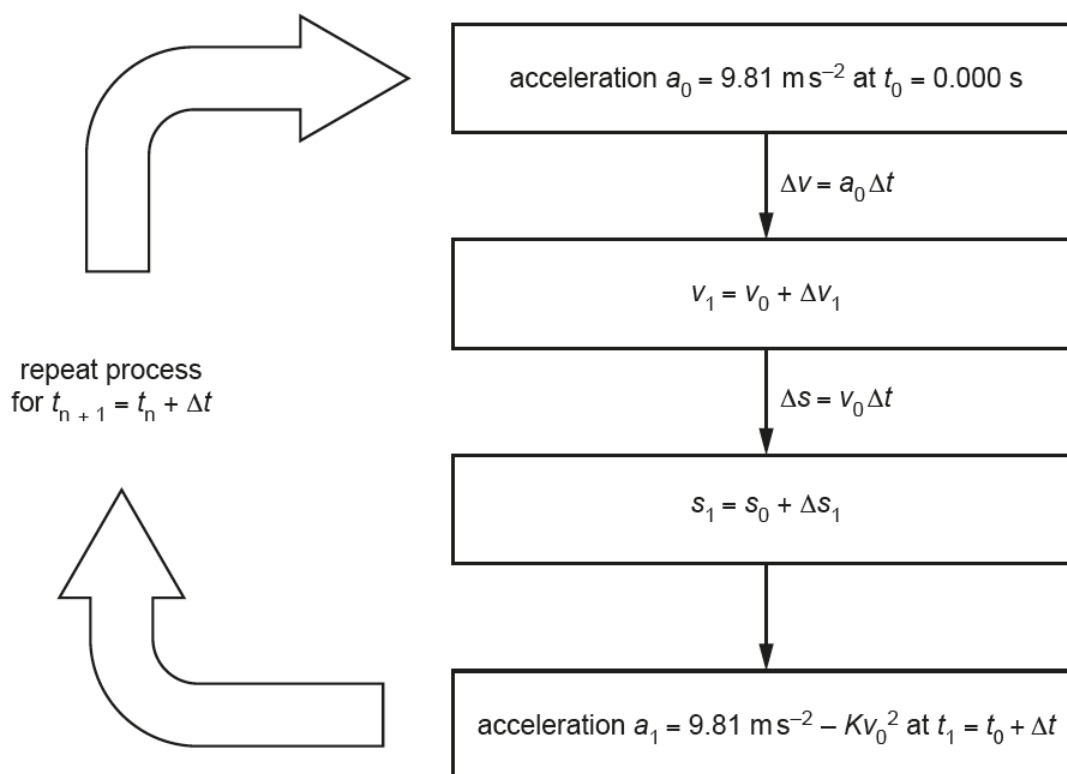 acceleration a₀ = 9.81 m s⁻² at t₀ = 0.000 s
Δv = a₀Δt
v₁ = v₀ + Δv₁
repeat process
for tₙ ₊ ₁ = tₙ + Δt
Δs = v₀Δt
s₁ = s₀ + Δs₁
acceleration a₁ = 9.81 m s⁻² – Kv₀² at t₁ = t₀ + Δt